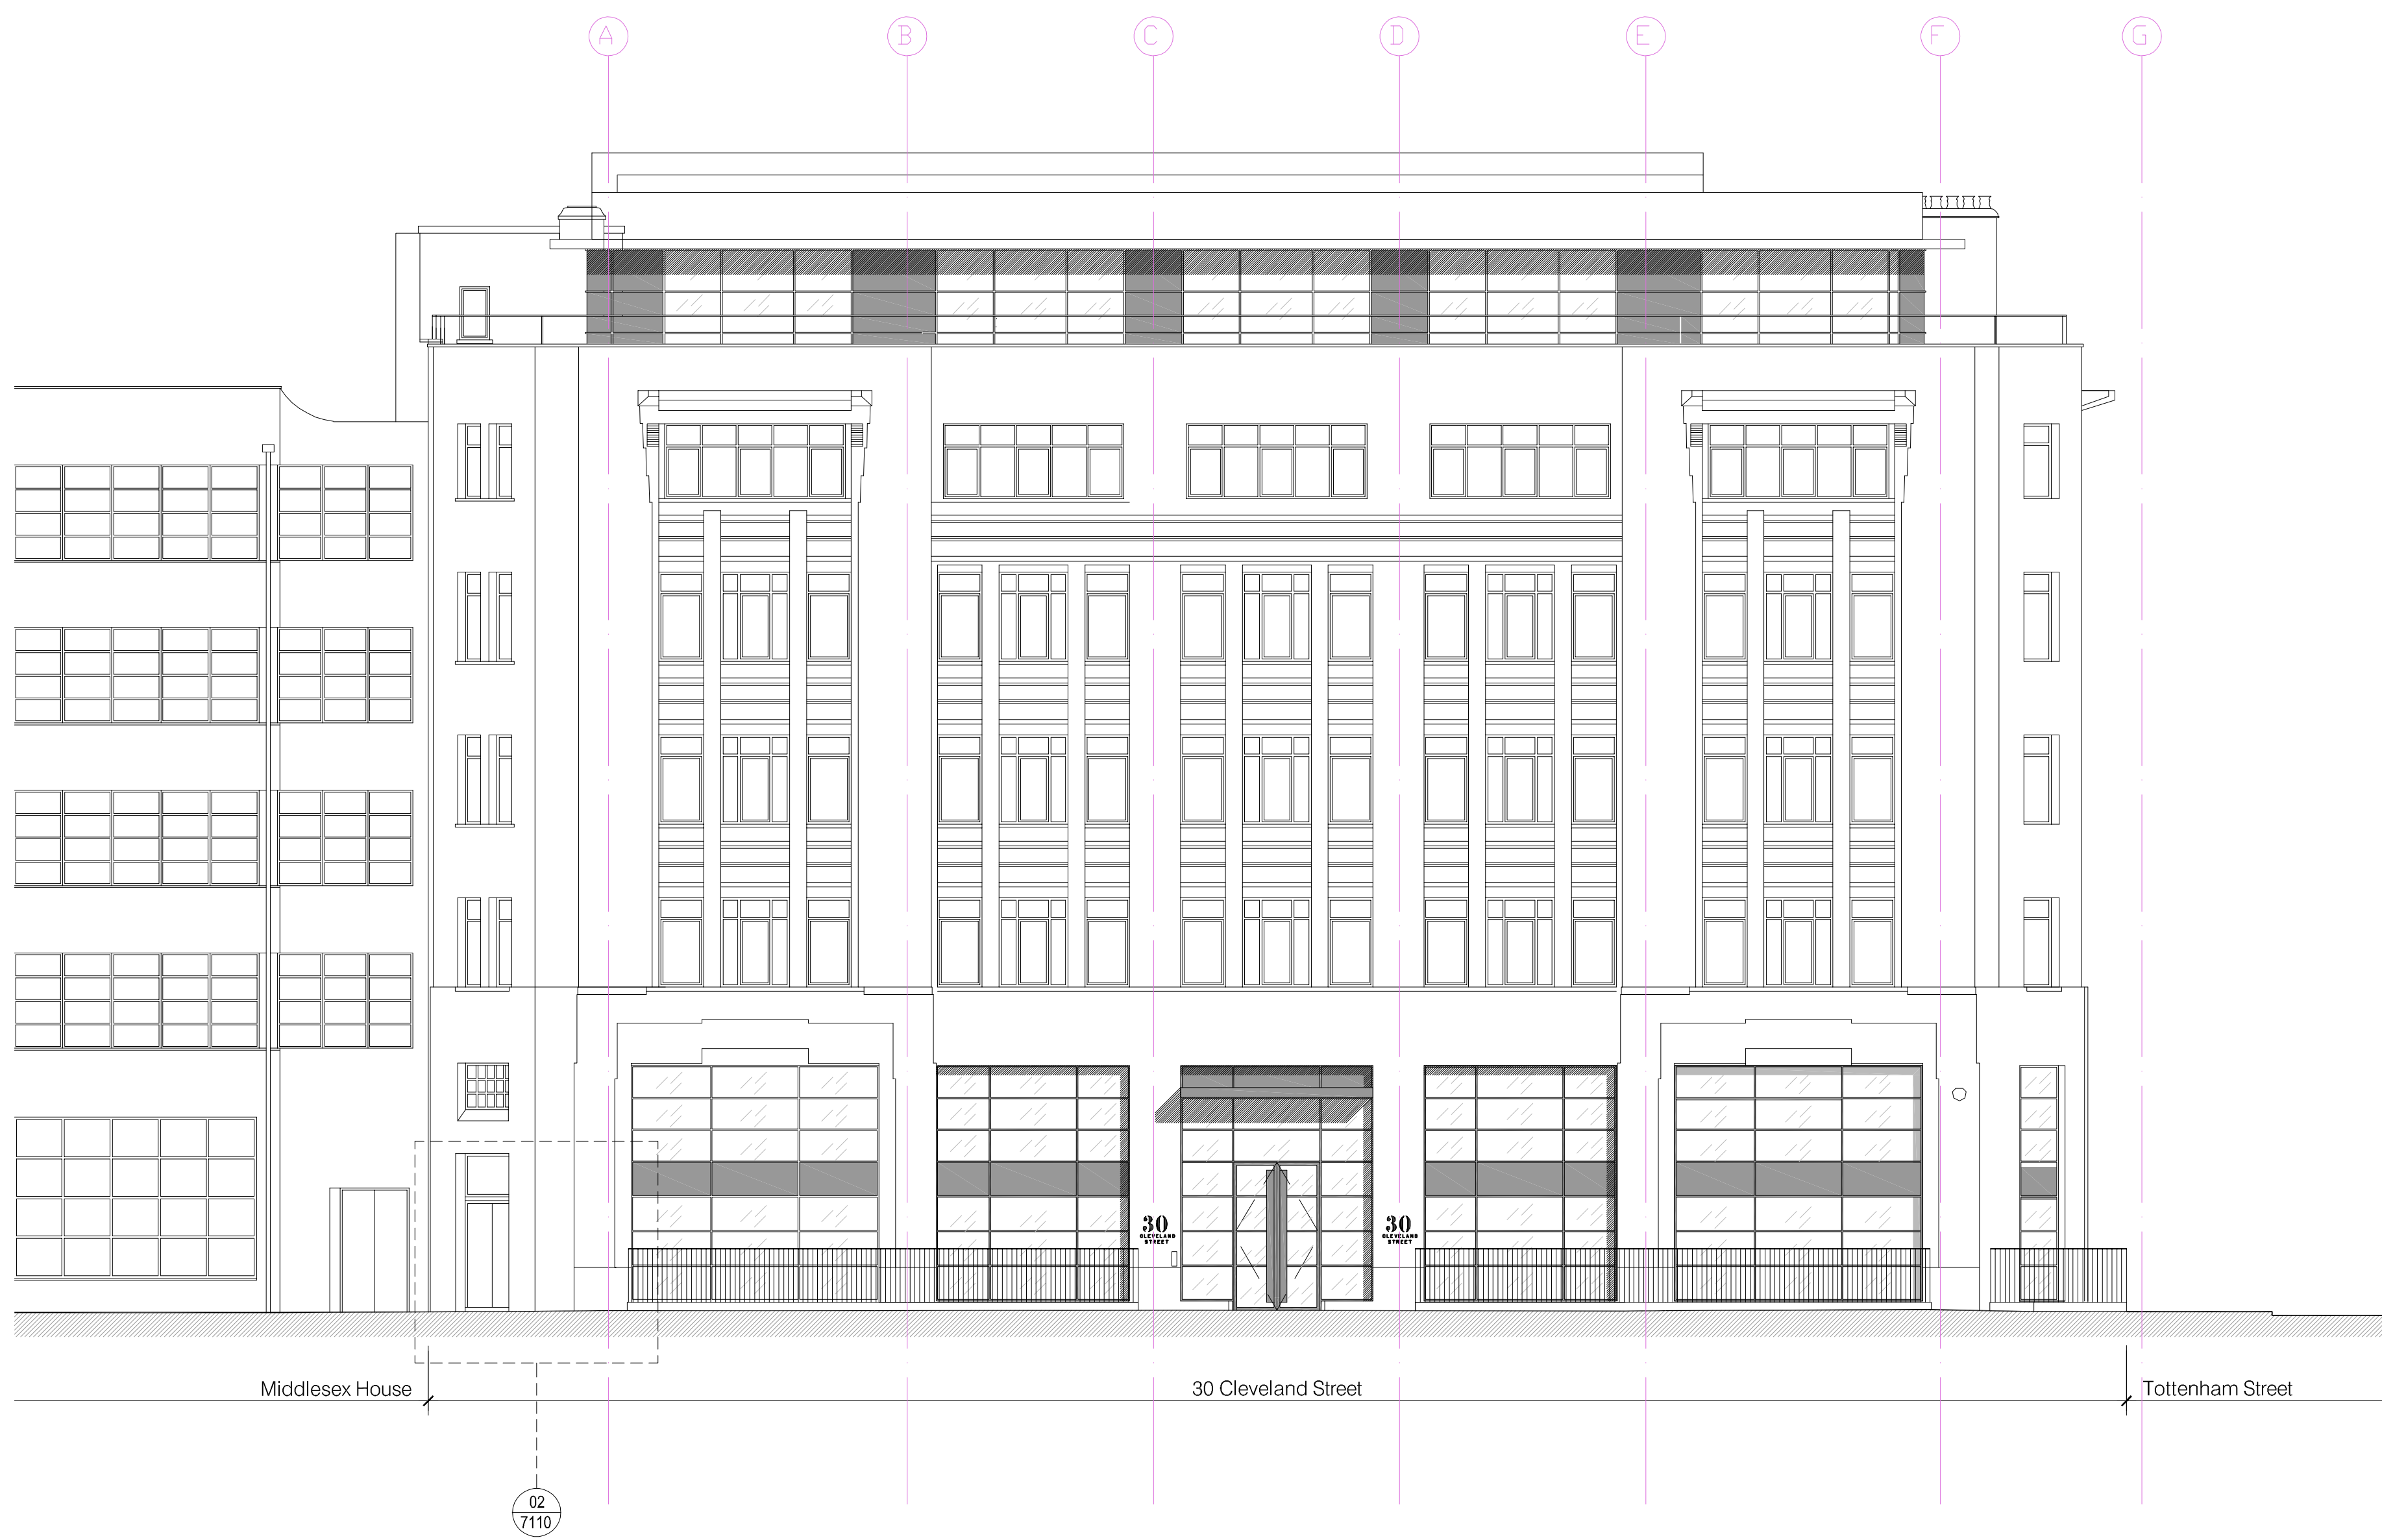 A B C D E F G
30
CLEVELAND
STREET
30
CLEVELAND
STREET
Middlesex House
30 Cleveland Street
Tottenham Street
02
7110